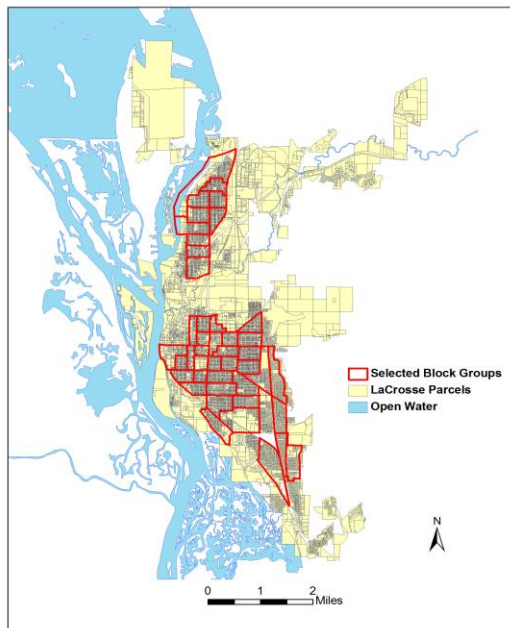 Selected Block Groups
LaCrosse Parcels
Open Water
N
0 1 2
Miles